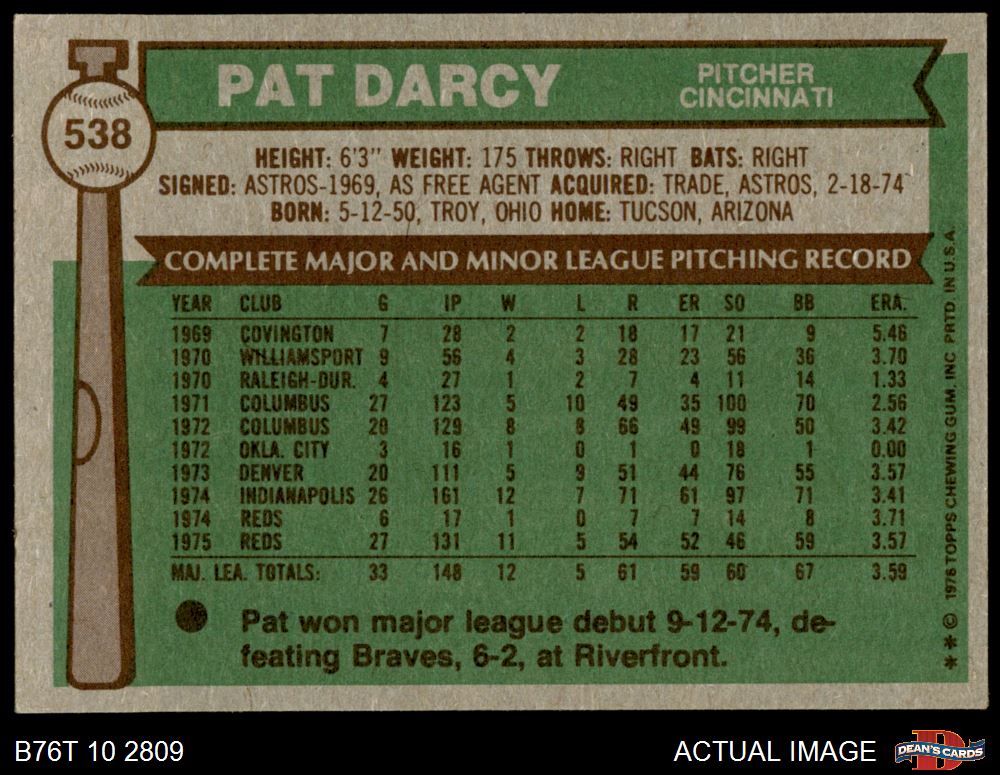 PAT DARCY
PITCHER
CINCINNATI
538
HEIGHT: 6'3" WEIGHT: 175 THROWS: RIGHT BATS: RIGHT
SIGNED: ASTROS-1969, AS FREE AGENT ACQUIRED: TRADE, ASTROS, 2-18-74
BORN: 5-12-50, TROY, OHIO HOME: TUCSON, ARIZONA
COMPLETE MAJOR AND MINOR LEAGUE PITCHING RECORD
YEAR CLUB G IP W L R ER SO BB ERA.
1969 COVINGTON 7 28 2 2 18 17 21 9 5.46
1970 WILLIAMSPORT 9 56 4 3 28 23 56 36 3.70
1970 RALEIGH-DUR. 4 27 1 2 7 4 11 14 1.33
1971 COLUMBUS 27 123 5 10 49 35 100 70 2.56
1972 COLUMBUS 20 129 8 8 66 49 99 50 3.42
1972 OKLA. CITY 3 16 1 0 1 0 18 1 0.00
1973 DENVER 20 111 5 9 51 44 76 55 3.57
1974 INDIANAPOLIS 26 161 12 7 71 61 97 71 3.41
1974 REDS 6 17 1 0 7 7 14 8 3.71
1975 REDS 27 131 11 5 54 52 46 59 3.57
MAJ. LEA. TOTALS: 33 148 12 5 61 59 60 67 3.59
Pat won major league debut 9-12-74, de-
feating Braves, 6-2, at Riverfront.
* * © 1976 TOPPS CHEWING GUM, INC PRTD. IN U.S.A.
B76T 10 2809
ACTUAL IMAGE
D
DEAN'S CARDS